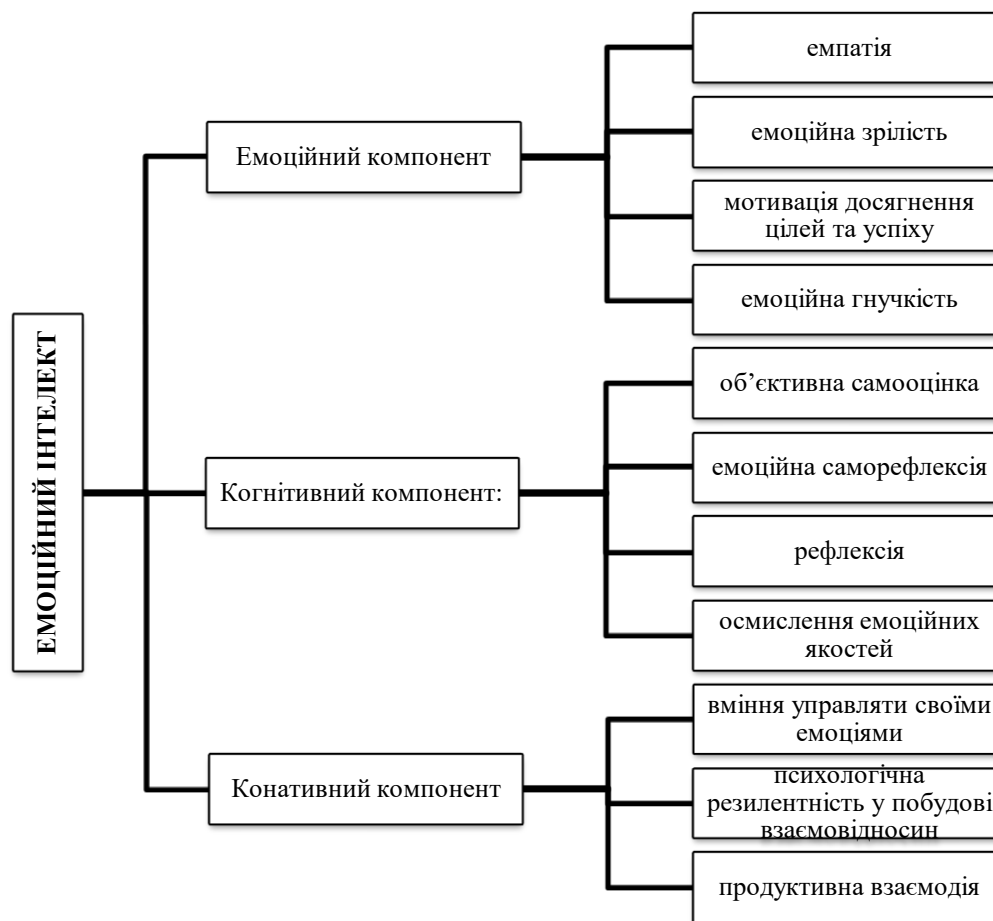 ЕМОЦІЙНИЙ ІНТЕЛЕКТ
Емоційний компонент
емпатія
емоційна зрілість
мотивація досягнення
цілей та успіху
емоційна гнучкість
Когнітивний компонент:
об’єктивна самооцінка
емоційна саморефлексія
рефлексія
осмислення емоційних
якостей
Конативний компонент
вміння управляти своїми
емоціями
психологічна
резилентність у побудові
взаємовідносин
продуктивна взаємодія